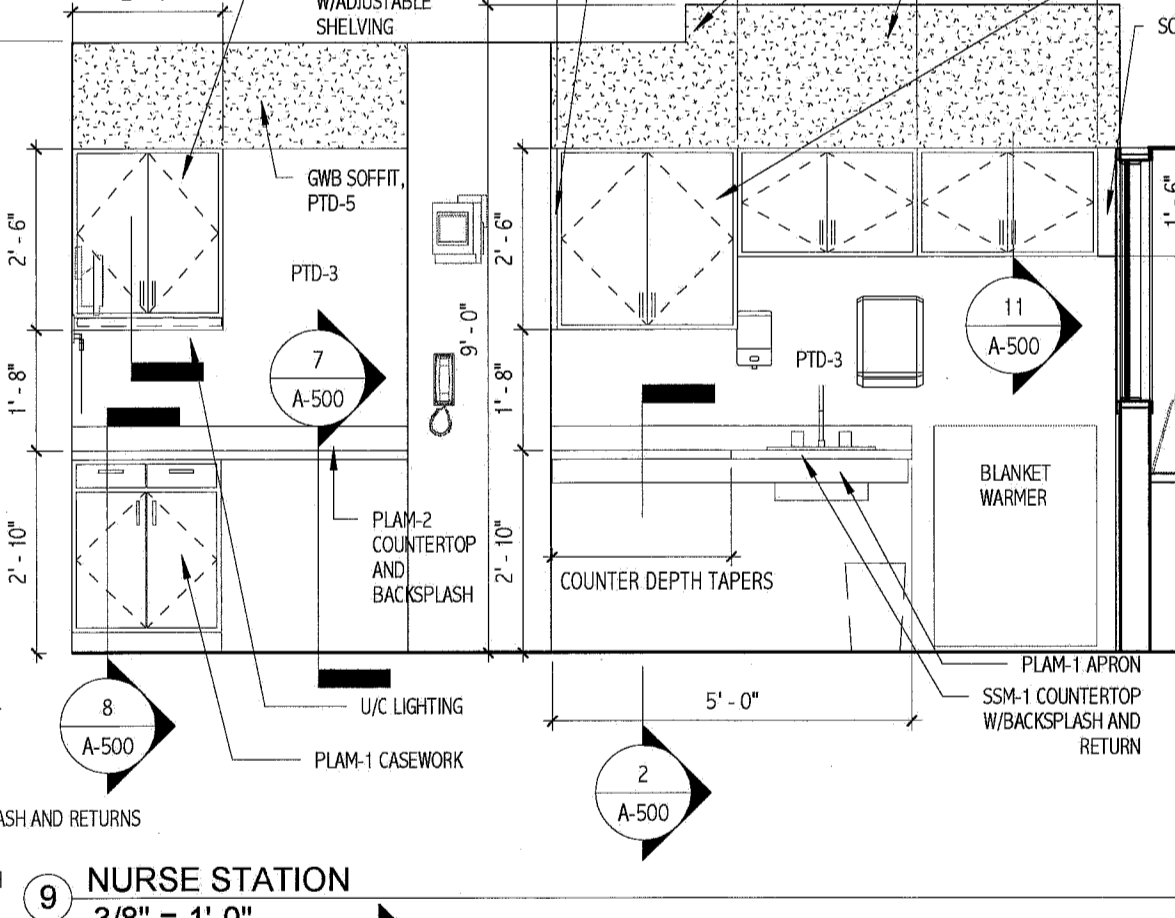 W/ADJUSTABLE
SHELVING
GWB SOFFIT,
PTD-5
PTD-3
2' - 6"
1' - 8"
2' - 10"
7
A-500
9' - 0"
PLAM-2
COUNTERTOP
AND
BACKSPLASH
U/C LIGHTING
PLAM-1 CASEWORK
8
A-500
2' - 6"
1' - 8"
2' - 10"
PTD-3
11
A-500
1' - 6"
BLANKET
WARMER
COUNTER DEPTH TAPERS
5' - 0"
PLAM-1 APRON
SSM-1 COUNTERTOP
W/BACKSPLASH AND
RETURN
2
A-500
AND RETURNS
9
NURSE STATION
3/8" = 1'-0"